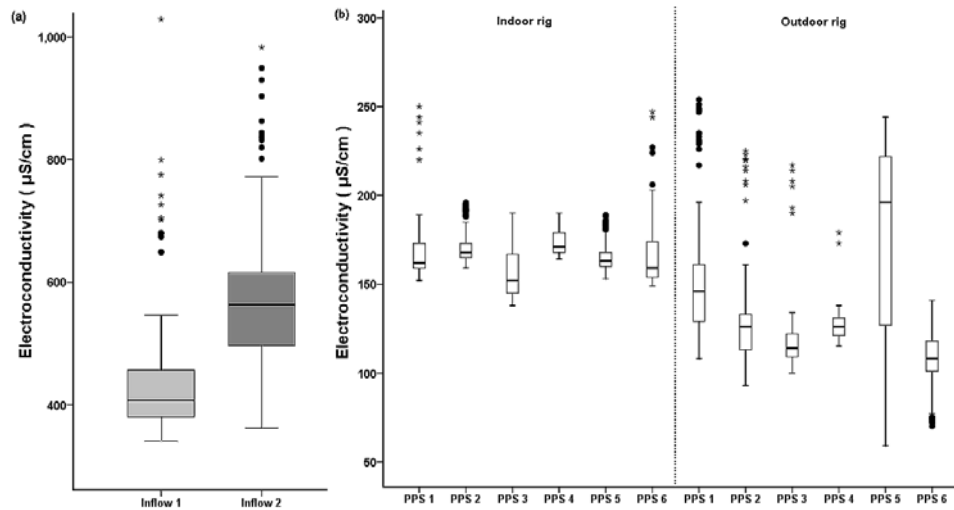 (a)
Electroconductivity ( µS/cm)
1,000
800
600
400
Inflow 1 Inflow 2
(b)
Indoor rig Outdoor rig
Electroconductivity ( µS/cm)
300
250
200
150
100
50
PPS 1 PPS 2 PPS 3 PPS 4 PPS 5 PPS 6 PPS 1 PPS 2 PPS 3 PPS 4 PPS 5 PPS 6